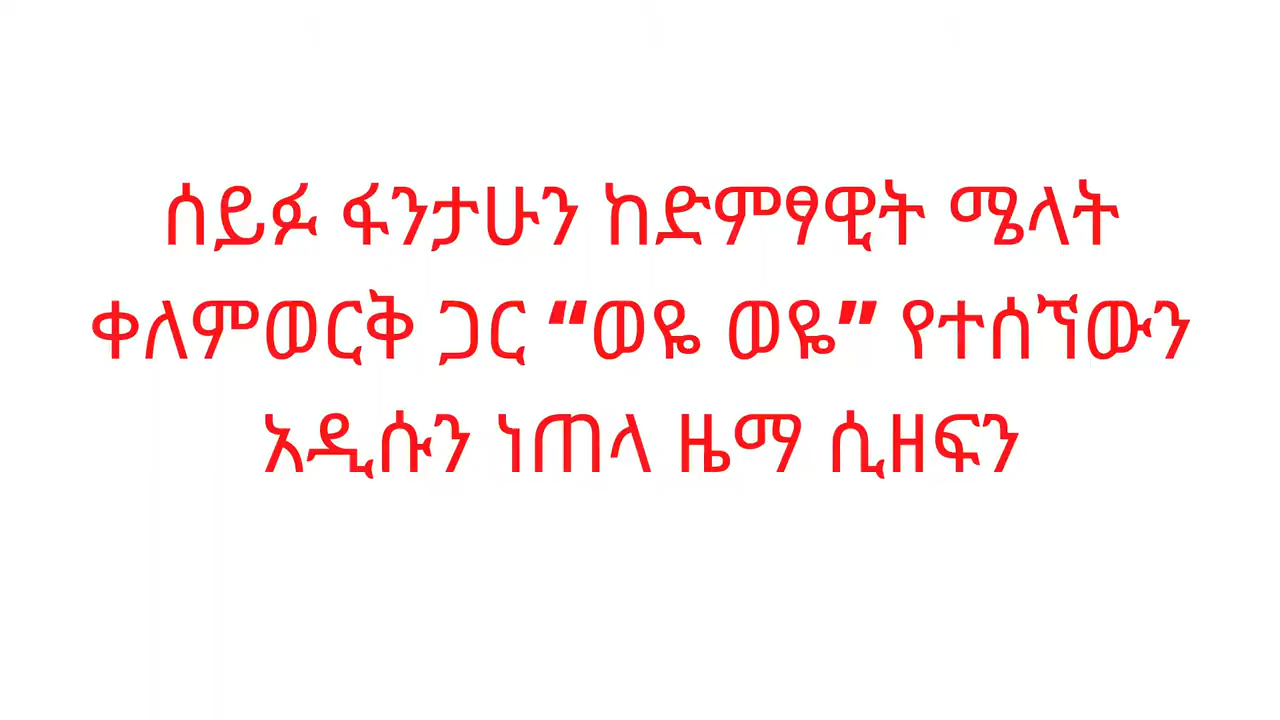 ሰይፉ ፋንታሁን ከድምፃዊት ሜላት
ቀለምወርቅ ጋር “ወዬ ወዬ” የተሰኘውን
አዲሱን ነጠላ ዜማ ሲዘፍን